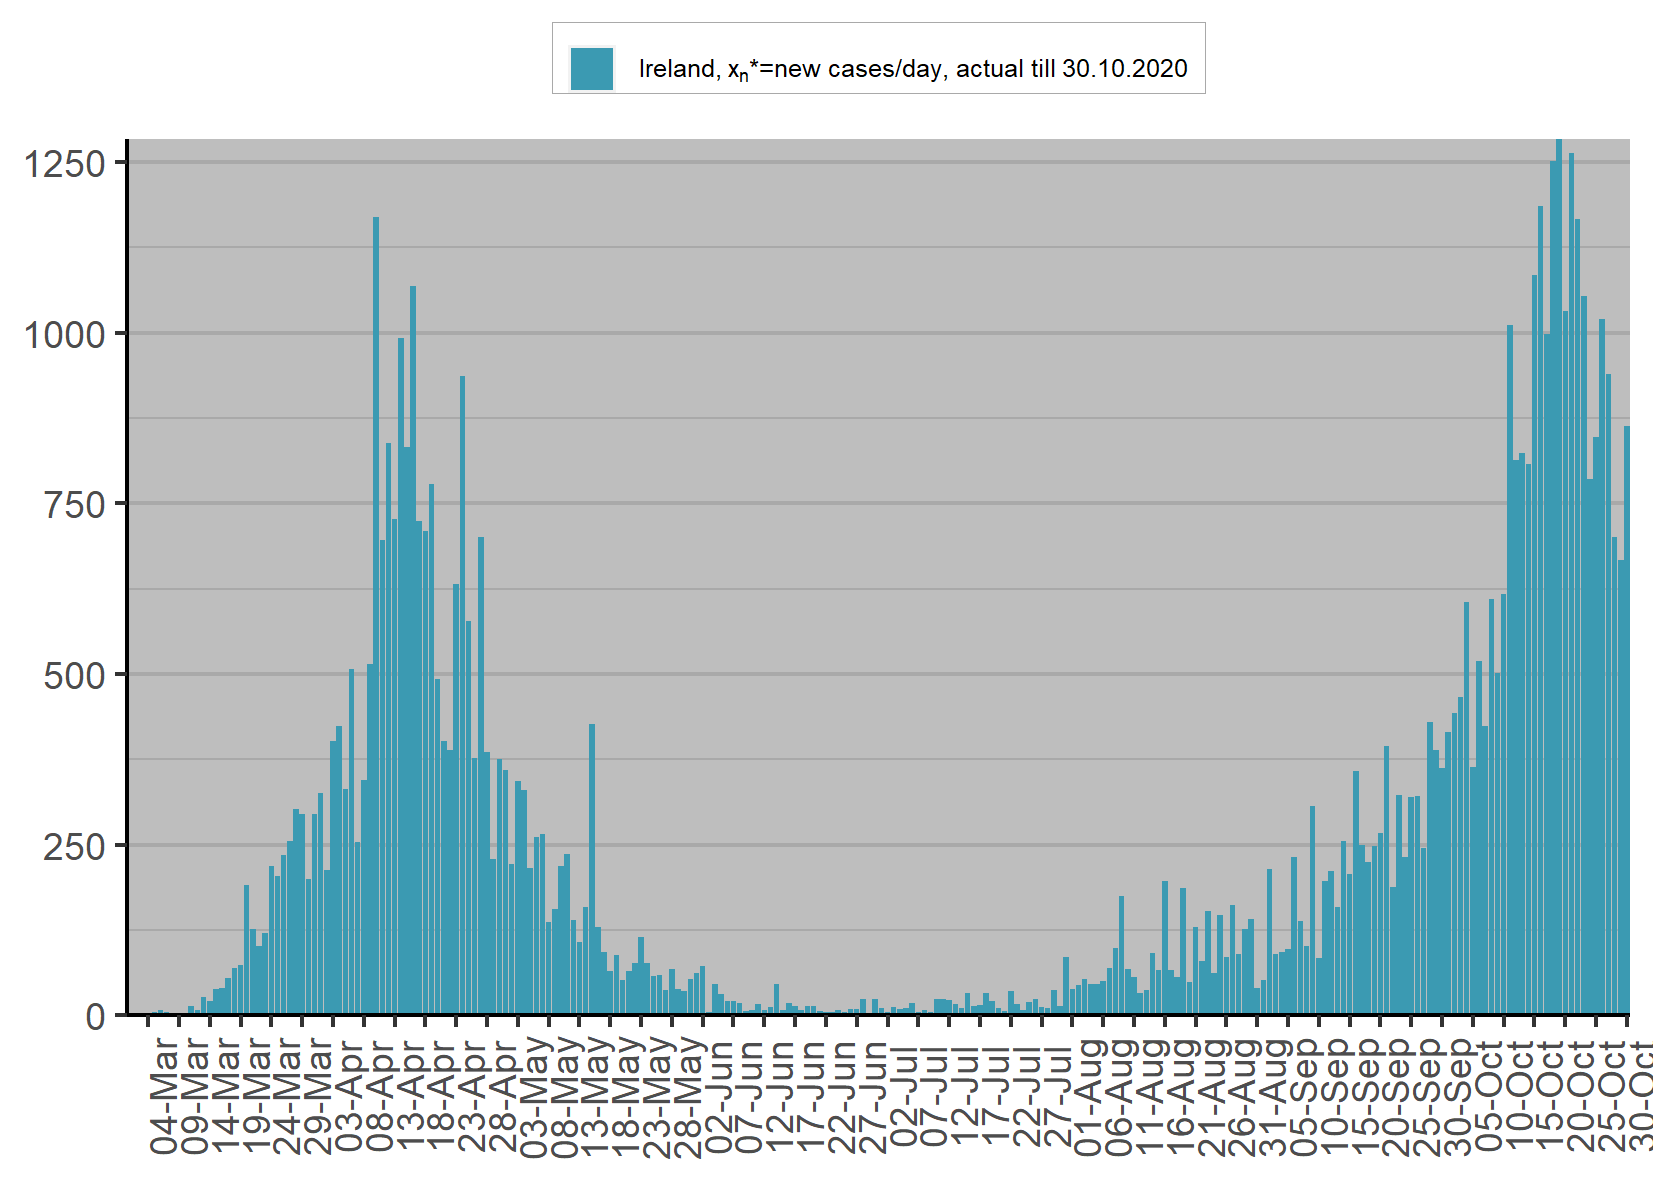 Ireland, xn*=new cases/day, actual till 30.10.2020
1250
1000
750
500
250
0
04-Mar
09-Mar
14-Mar
19-Mar
24-Mar
29-Mar
03-Apr
08-Apr
13-Apr
18-Apr
23-Apr
28-Apr
03-May
08-May
13-May
18-May
23-May
28-May
02-Jun
07-Jun
12-Jun
17-Jun
22-Jun
27-Jun
02-Jul
07-Jul
12-Jul
17-Jul
22-Jul
27-Jul
01-Aug
06-Aug
11-Aug
16-Aug
21-Aug
26-Aug
31-Aug
05-Sep
10-Sep
15-Sep
20-Sep
25-Sep
30-Sep
05-Oct
10-Oct
15-Oct
20-Oct
25-Oct
30-Oct